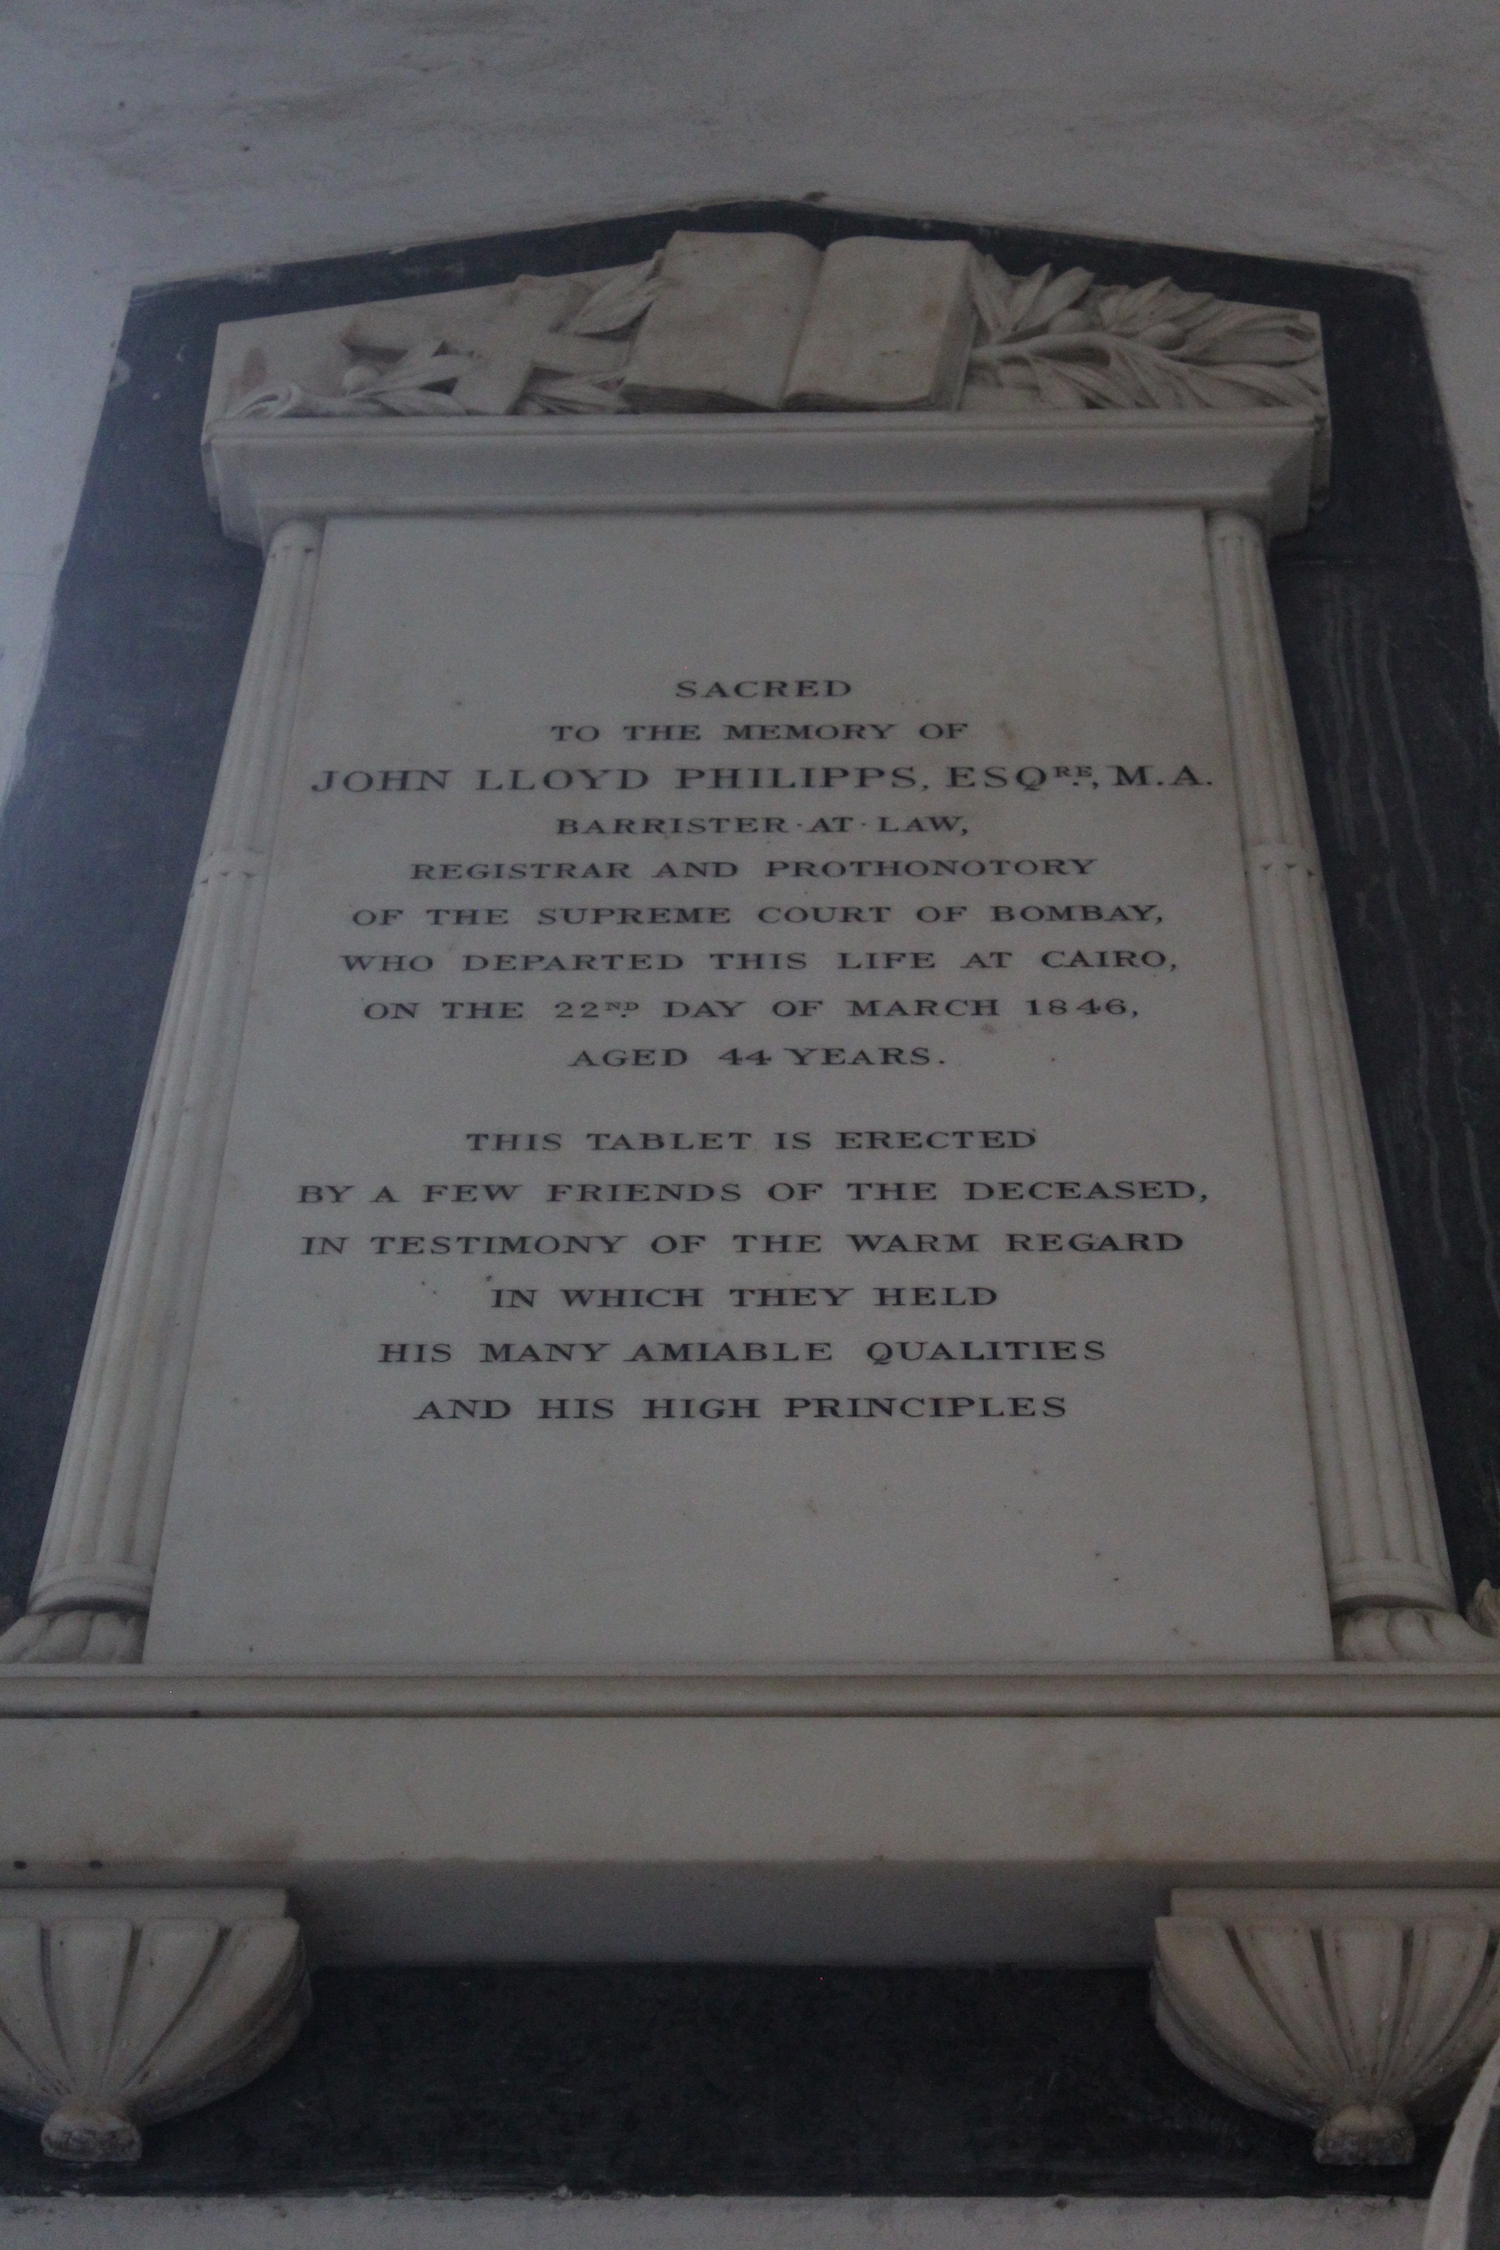 SACRED
TO THE MEMORY OF
JOHN LLOYD PHILIPPS, ESQRE, M.A.
BARRISTER·AT·LAW,
REGISTRAR AND PROTHONOTORY
OF THE SUPREME COURT OF BOMBAY,
WHO DEPARTED THIS LIFE AT CAIRO,
ON THE 22ND DAY OF MARCH 1846,
AGED 44 YEARS.
THIS TABLET IS ERECTED
BY A FEW FRIENDS OF THE DECEASED,
IN TESTIMONY OF THE WARM REGARD
IN WHICH THEY HELD
HIS MANY AMIABLE QUALITIES
AND HIS HIGH PRINCIPLES